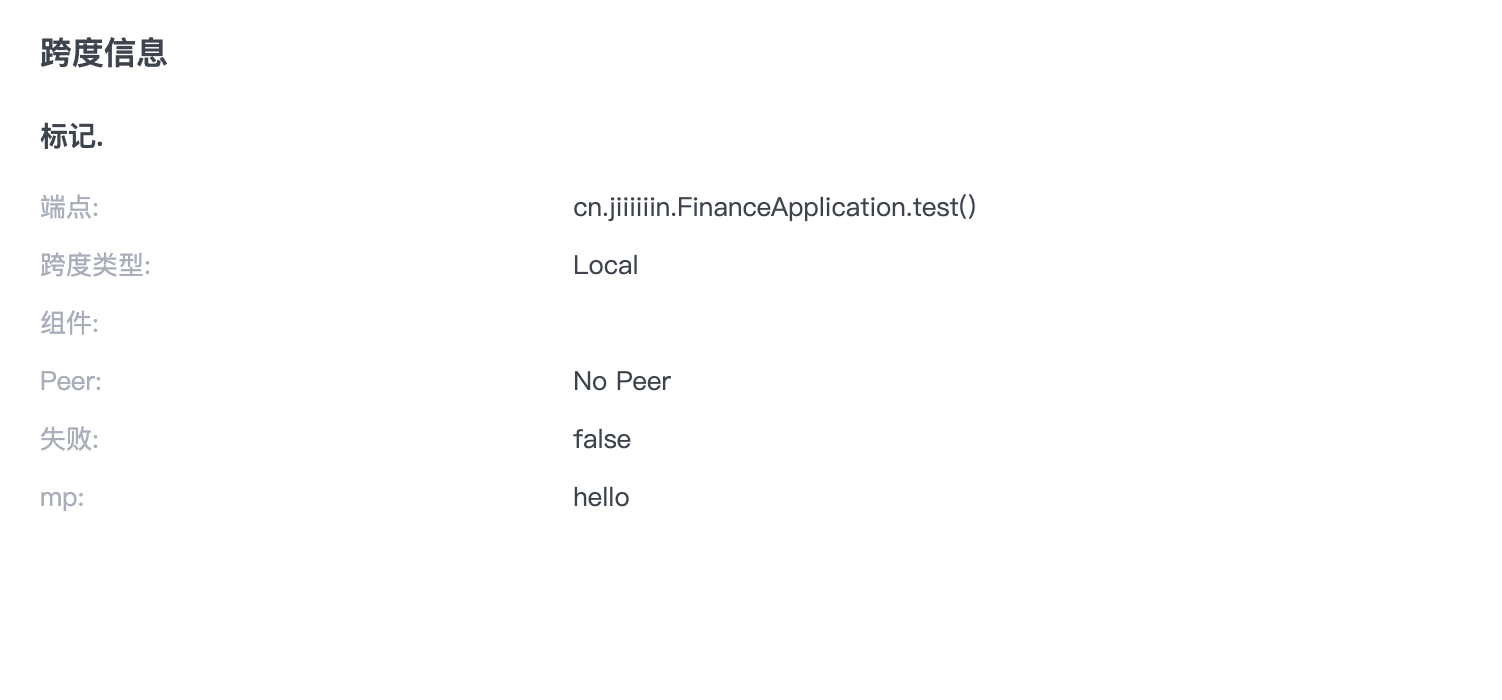 跨度信息
标记.
端点: cn.jiiiiiin.FinanceApplication.test()
跨度类型: Local
组件:
Peer: No Peer
失败: false
mp: hello